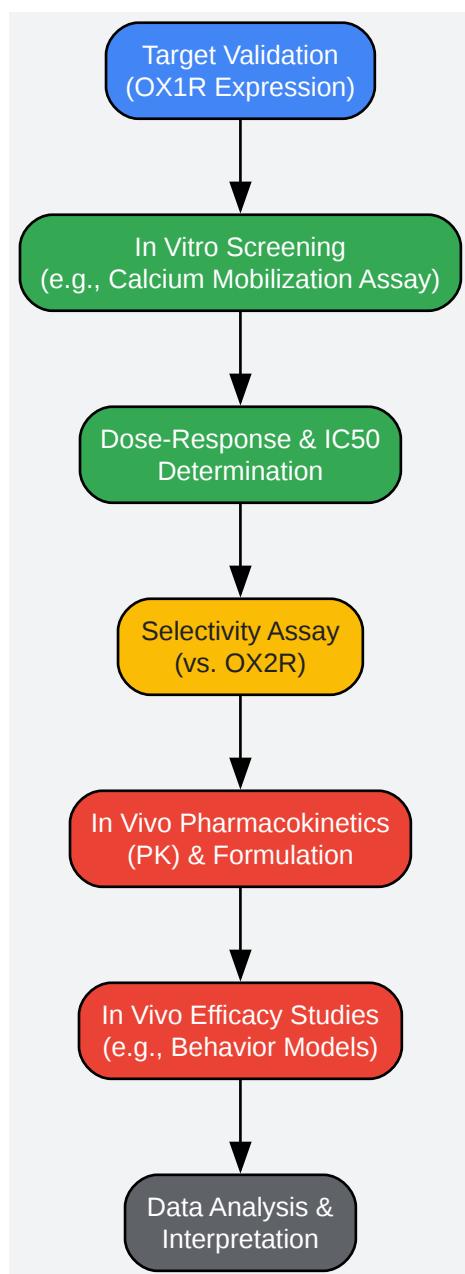 Target Validation
(OX1R Expression)
In Vitro Screening
(e.g., Calcium Mobilization Assay)
Dose-Response & IC50
Determination
Selectivity Assay
(vs. OX2R)
In Vivo Pharmacokinetics
(PK) & Formulation
In Vivo Efficacy Studies
(e.g., Behavior Models)
Data Analysis &
Interpretation